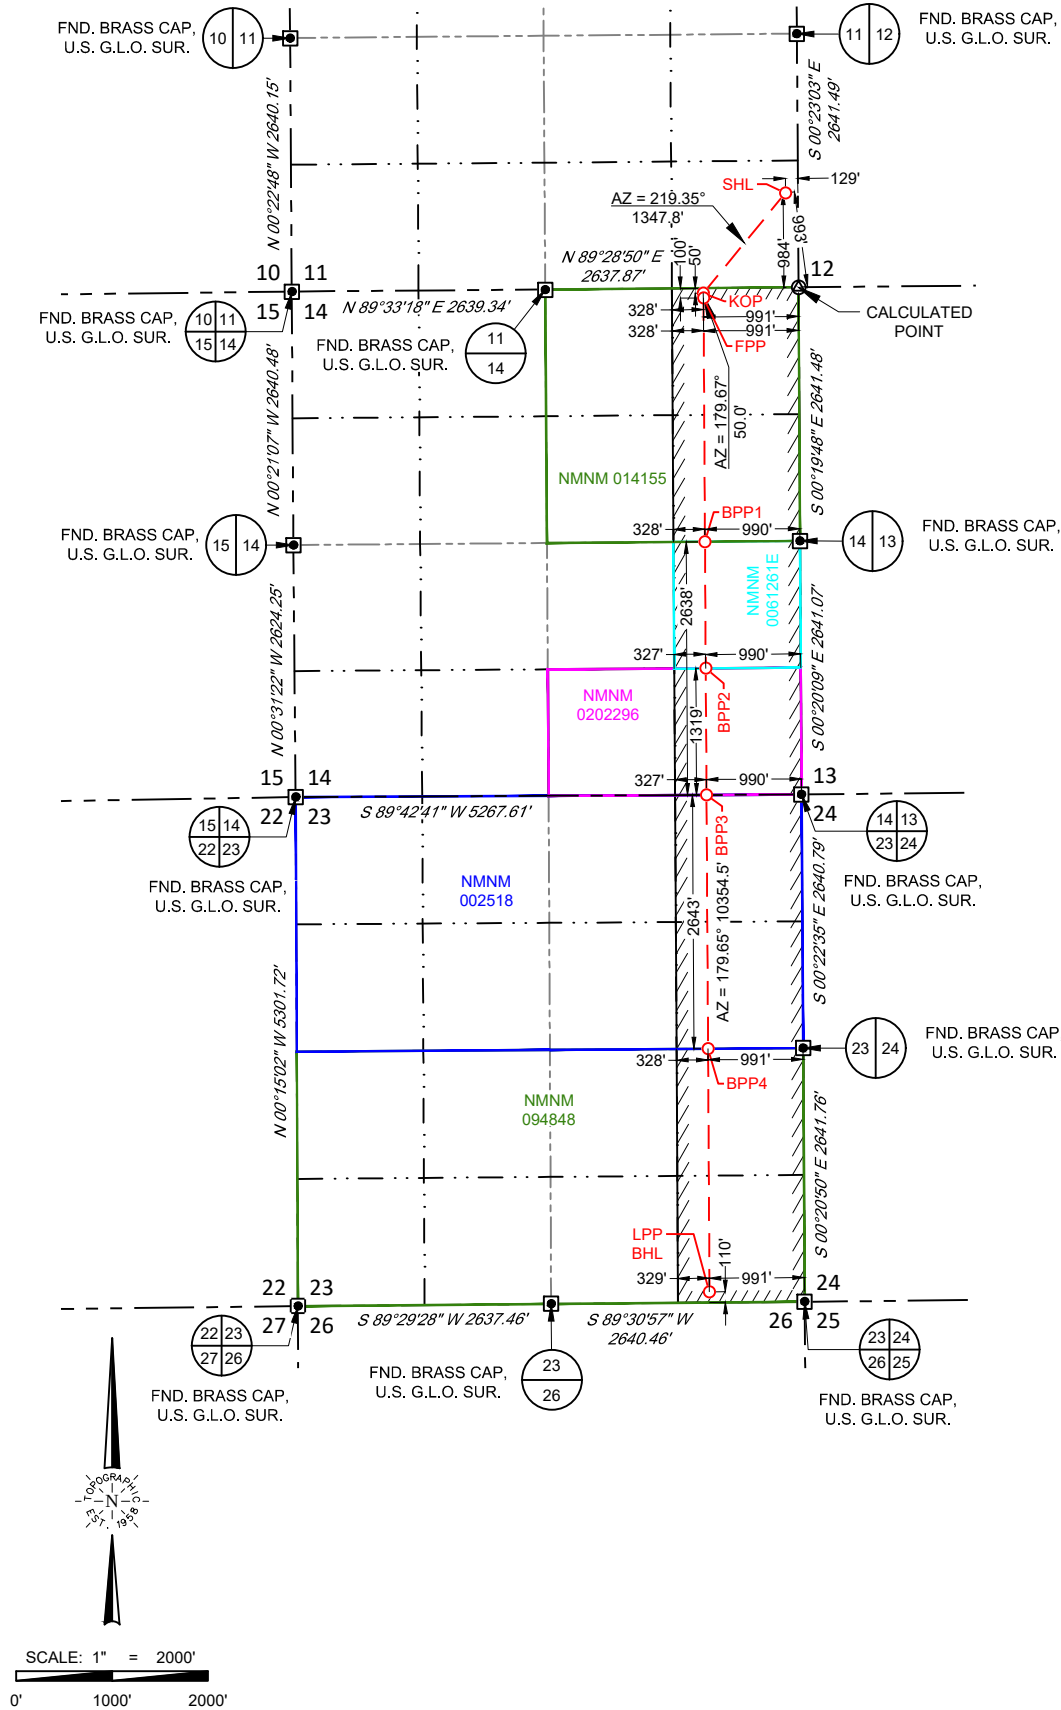 FND. BRASS CAP,
U.S. G.L.O. SUR.
10 11
11 12
FND. BRASS CAP,
U.S. G.L.O. SUR.
N 00°22'48" W 2640.15'
S 00°23'03" E
2641.49'
SHL
129'
AZ = 219.35°
1347.8'
993'
984'
N 89°28'50" E
2637.87'
100'
50'
10 11
15 14
12
N 89°33'18" E 2639.34'
KOP
328'
991'
CALCULATED
POINT
FND. BRASS CAP,
U.S. G.L.O. SUR.
10 11
15 14
FND. BRASS CAP,
U.S. G.L.O. SUR.
11
14
328'
991'
FPP
AZ = 179.67°
50.0'
N 00°21'07" W 2640.48'
S 00°19'48" E 2641.48'
NMNM 014155
BPP1
328'
990'
FND. BRASS CAP,
U.S. G.L.O. SUR.
15 14
14 13
FND. BRASS CAP,
U.S. G.L.O. SUR.
NMNM
0061261E
2638'
N 00°31'22" W 2624.25'
S 00°20'09" E 2641.07'
327'
990'
NMNM
0202296
1319'
BPP2
327'
990'
15 14
22 23
13
24
S 89°42'41" W 5267.61'
BPP3
15 14
22 23
FND. BRASS CAP,
U.S. G.L.O. SUR.
14 13
23 24
FND. BRASS CAP,
U.S. G.L.O. SUR.
NMNM
002518
2643'
AZ = 179.65° 10354.5'
S 00°22'35" E 2640.79'
N 00°15'02" W 5301.72'
23 24
FND. BRASS CAP
U.S. G.L.O. SUR.
328'
991'
BPP4
NMNM
094848
S 00°20'50" E 2641.76'
LPP
BHL
110'
329'
991'
22 23
27 26
24
26 25
S 89°29'28" W 2637.46'
S 89°30'57" W
2640.46'
22 23
27 26
FND. BRASS CAP,
U.S. G.L.O. SUR.
FND. BRASS CAP,
U.S. G.L.O. SUR.
23
26
23 24
26 25
FND. BRASS CAP,
U.S. G.L.O. SUR.
TOPOGRAPHIC
N
EST. 1958
SCALE: 1" = 2000'
0' 1000' 2000'